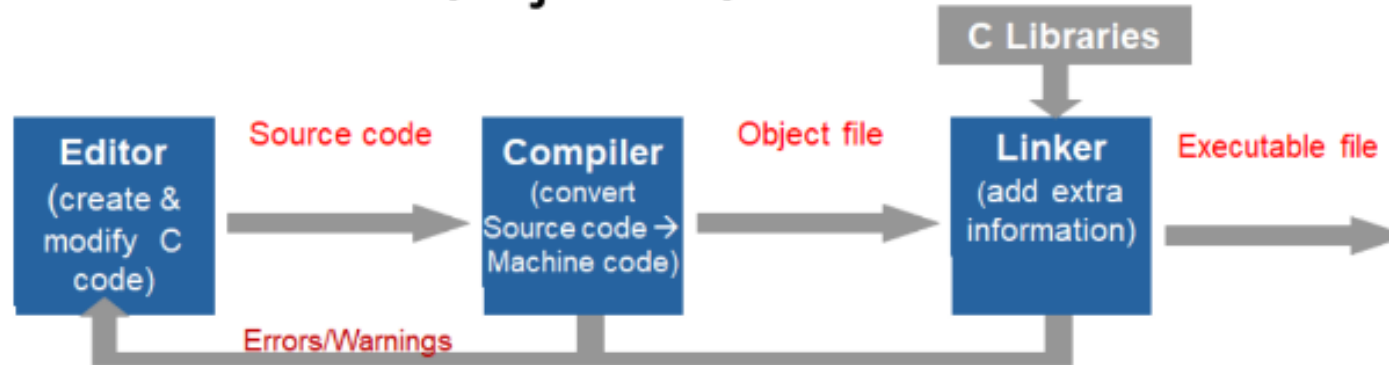 C Libraries
Editor
(create &
modify C
code)
Source code
Compiler
(convert
Source code →
Machine code)
Object file
Linker
(add extra
information)
Executable file
Errors/Warnings